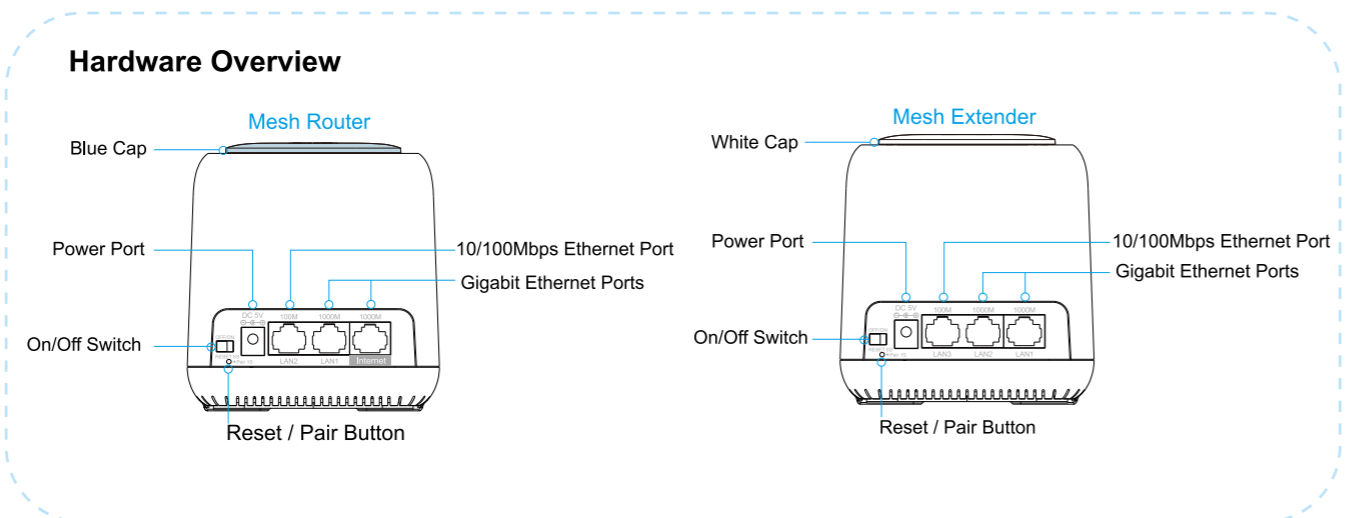 Hardware Overview
Mesh Router
Blue Cap
Power Port
10/100Mbps Ethernet Port
Gigabit Ethernet Ports
DC 5V
100M
1000M
1000M
On/Off Switch
LAN2
LAN1
Internet
Reset / Pair Button
Mesh Extender
White Cap
Power Port
10/100Mbps Ethernet Port
Gigabit Ethernet Ports
DC 5V
100M
1000M
1000M
On/Off Switch
LAN3
LAN2
LAN1
Reset / Pair Button